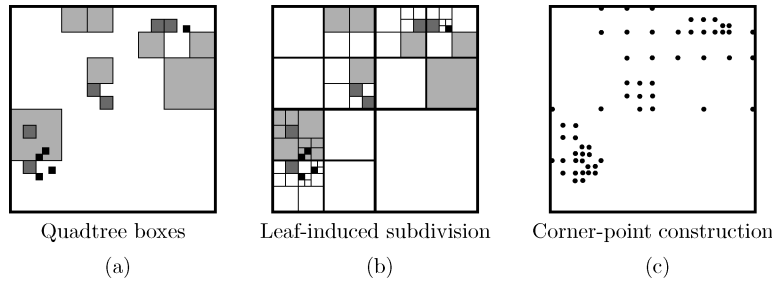 Quadtree boxes
Leaf-induced subdivision
Corner-point construction
(a)
(b)
(c)